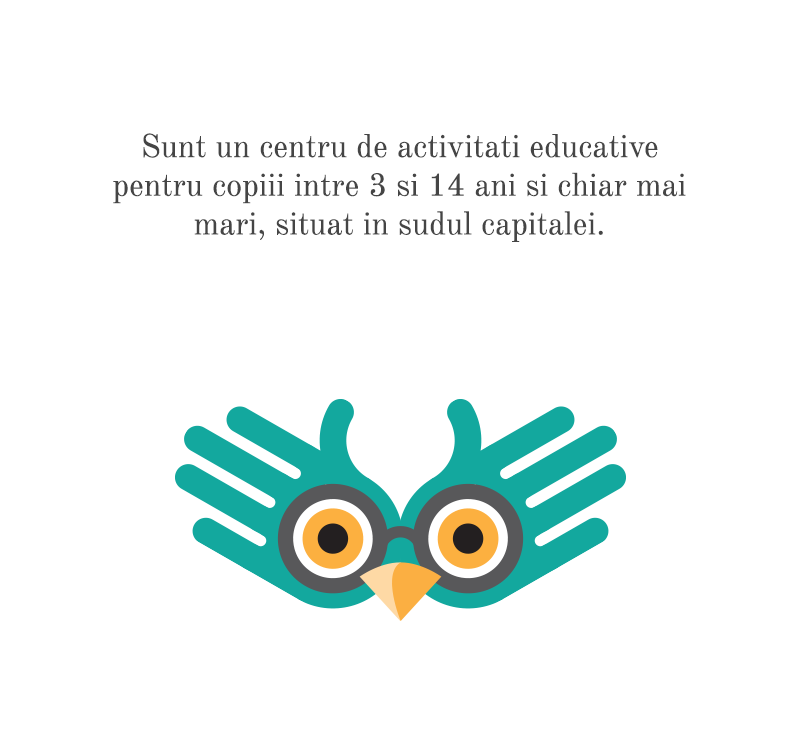 Sunt un centru de activitati educative
pentru copiii intre 3 si 14 ani si chiar mai
mari, situat in sudul capitalei.